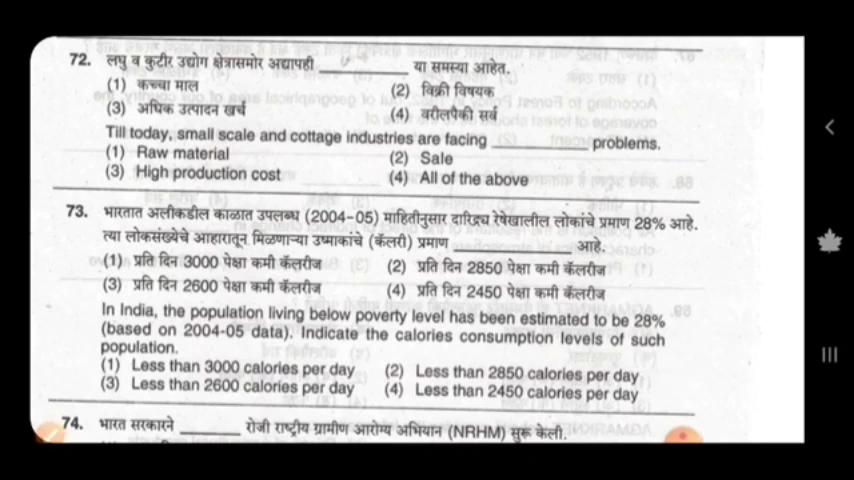 72. लघु व कुटीर उद्योग क्षेत्रासमोर अद्यापही ____________ या समस्या आहेत.
(1) कच्चा माल (2) विक्री विषयक
(3) अधिक उत्पादन खर्च (4) वरीलपैकी सर्व
Till today, small scale and cottage industries are facing ____________ problems.
(1) Raw material (2) Sale
(3) High production cost (4) All of the above
73. भारतात अलीकडील काळात उपलब्ध (2004-05) माहितीनुसार दारिद्र्य रेषेखालील लोकांचे प्रमाण 28% आहे.
त्या लोकसंख्येचे आहारातून मिळणाऱ्या उष्माकांचे (कॅलरी) प्रमाण ____________ आहे.
(1) प्रति दिन 3000 पेक्षा कमी कॅलरीज (2) प्रति दिन 2850 पेक्षा कमी कॅलरीज
(3) प्रति दिन 2600 पेक्षा कमी कॅलरीज (4) प्रति दिन 2450 पेक्षा कमी कॅलरीज
In India, the population living below poverty level has been estimated to be 28%
(based on 2004-05 data). Indicate the calories consumption levels of such
population.
(1) Less than 3000 calories per day (2) Less than 2850 calories per day
(3) Less than 2600 calories per day (4) Less than 2450 calories per day
74. भारत सरकारने ________ रोजी राष्ट्रीय ग्रामीण आरोग्य अभियान (NRHM) सुरू केली.